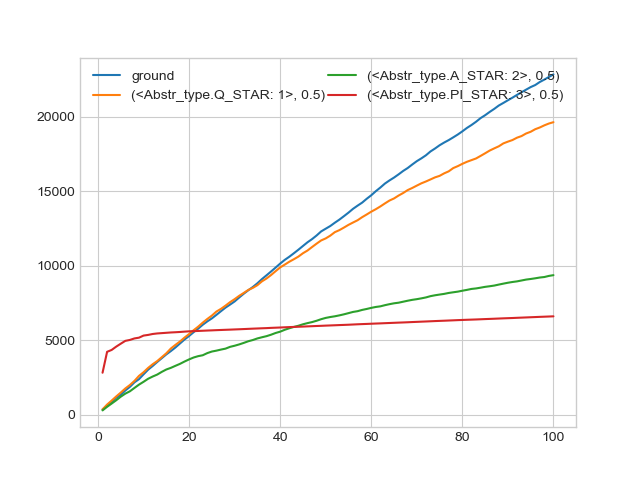 ground
(<Abstr_type.Q_STAR: 1>, 0.5)
(<Abstr_type.A_STAR: 2>, 0.5)
(<Abstr_type.PI_STAR: 3>, 0.5)
20000
15000
10000
5000
0
0 20 40 60 80 100